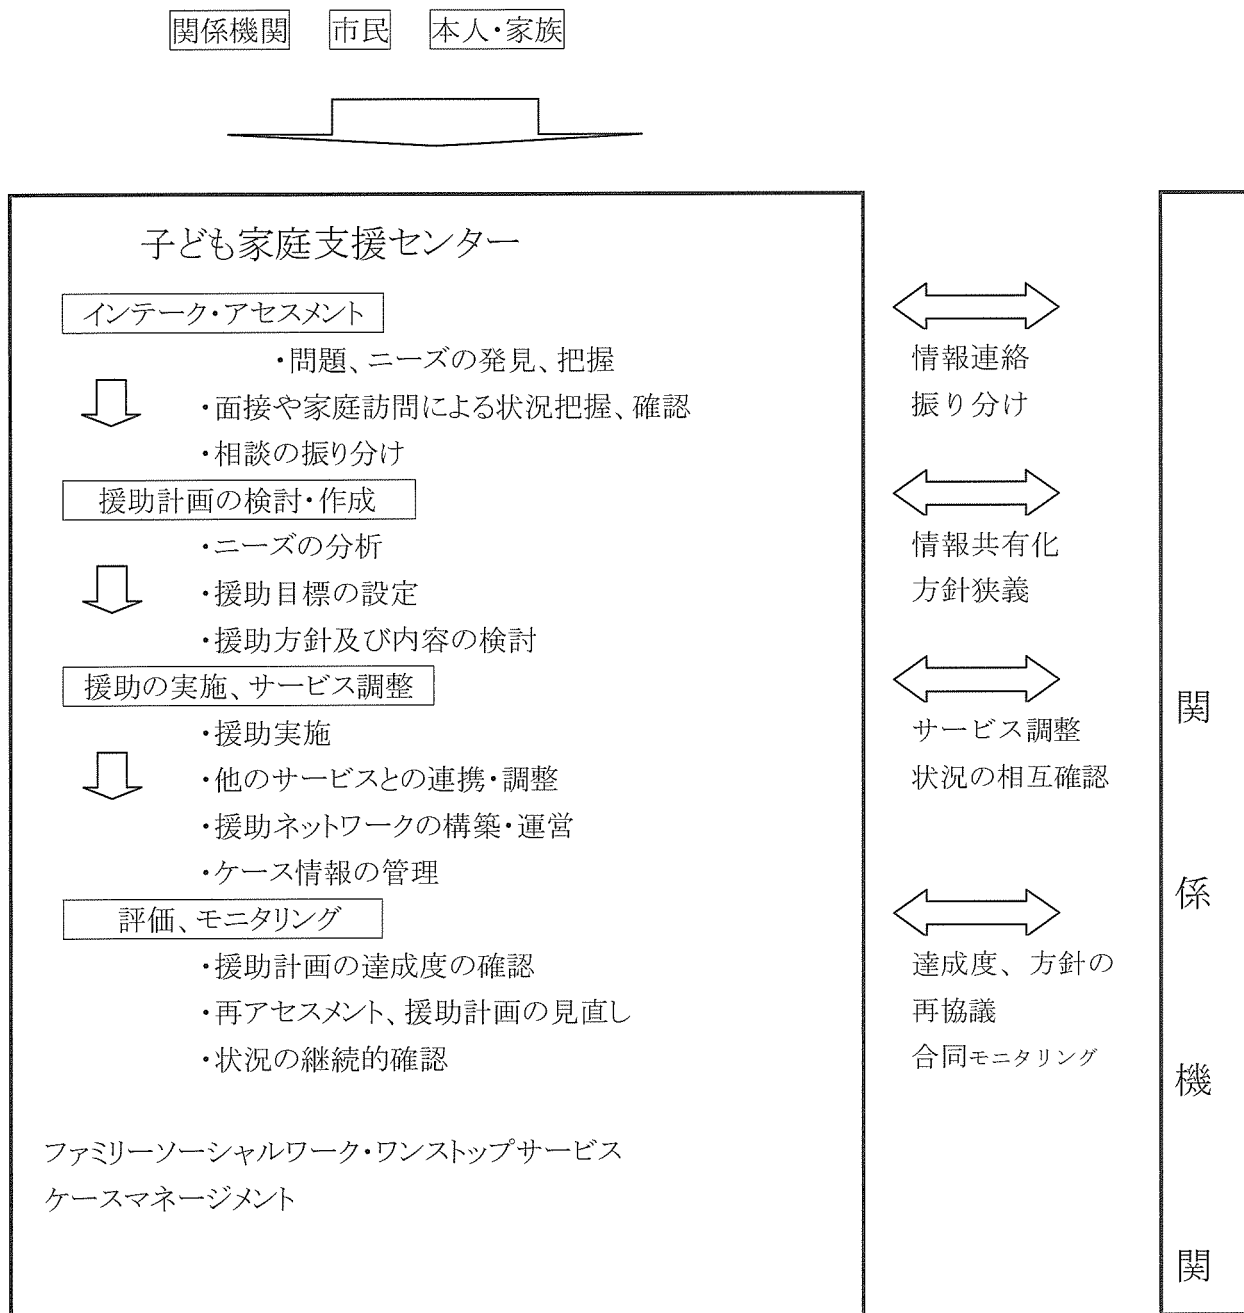 関係機関 市民 本人・家族
子ども家庭支援センター
インテーク・アセスメント
・問題、ニーズの発見、把握
・面接や家庭訪問による状況把握、確認
・相談の振り分け
援助計画の検討・作成
・ニーズの分析
・援助目標の設定
・援助方針及び内容の検討
援助の実施、サービス調整
・援助実施
・他のサービスとの連携・調整
・援助ネットワークの構築・運営
・ケース情報の管理
評価、モニタリング
・援助計画の達成度の確認
・再アセスメント、援助計画の見直し
・状況の継続的確認
ファミリーソーシャルワーク・ワンストップサービス
ケースマネージメント
情報連絡
振り分け
情報共有化
方針狭義
サービス調整
状況の相互確認
達成度、方針の
再協議
合同モニタリング
関
係
機
関